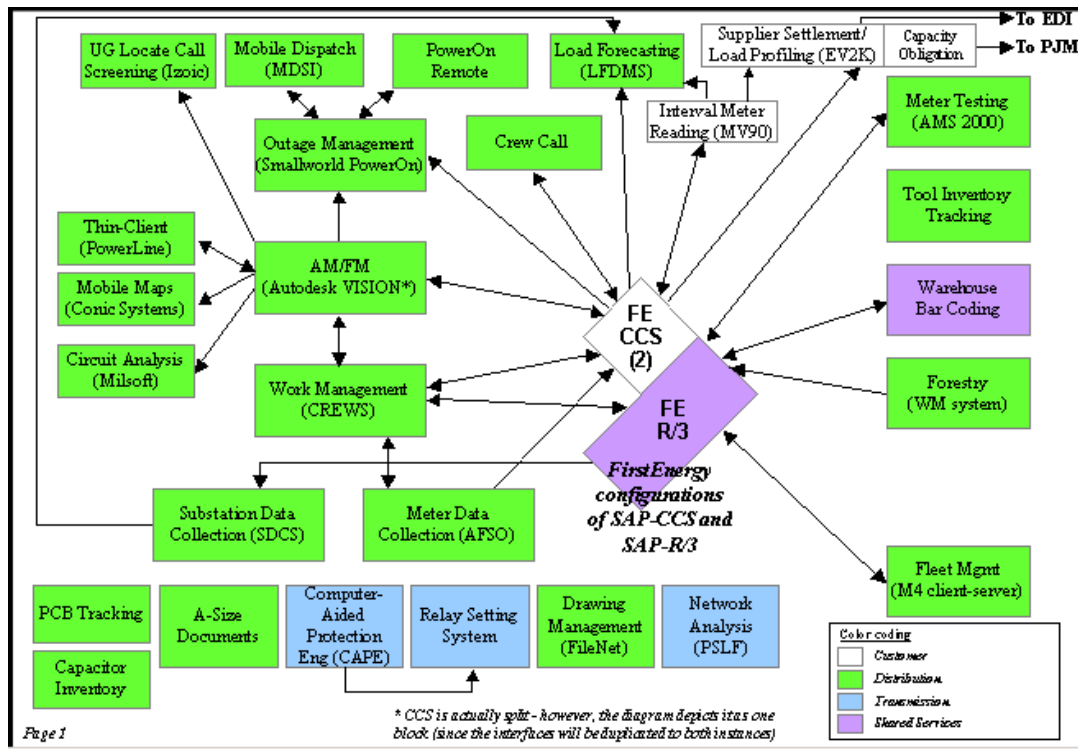 To EDI
To PJM
Supplier Settlement/
Load Profiling (EV2K)
Capacity
Obligation
UG Locate Call
Screening (Izoic)
Mobile Dispatch
(MDSI)
PowerOn
Remote
Load Forecasting
(LFDMS)
Interval Meter
Reading (MV90)
Meter Testing
(AMS 2000)
Outage Management
(Smallworld PowerOn)
Crew Call
Tool Inventory
Tracking
Thin-Client
(PowerLine)
AM/FM
(Autodesk VISION*)
Mobile Maps
(Conic Systems)
Warehouse
Bar Coding
FE
CCS
(2)
Circuit Analysis
(Milsoft)
Work Management
(CREWS)
FE
R/3
Forestry
(WM system)
FirstEnergy
configurations
of SAP-CCS and
SAP-R/3
Substation Data
Collection (SDCS)
Meter Data
Collection (AFSO)
Fleet Mgmt
(M4 client-server)
PCB Tracking
A-Size
Documents
Computer-
Aided
Protection
Eng (CAPE)
Relay Setting
System
Drawing
Management
(FileNet)
Network
Analysis
(PSLF)
Capacitor
Inventory
Color coding
Customer
Distribution
Transmission
Shared Services
* CCS is actually split - however, the diagram depicts it as one
block (since the interfaces will be duplicated to both instances)
Page 1